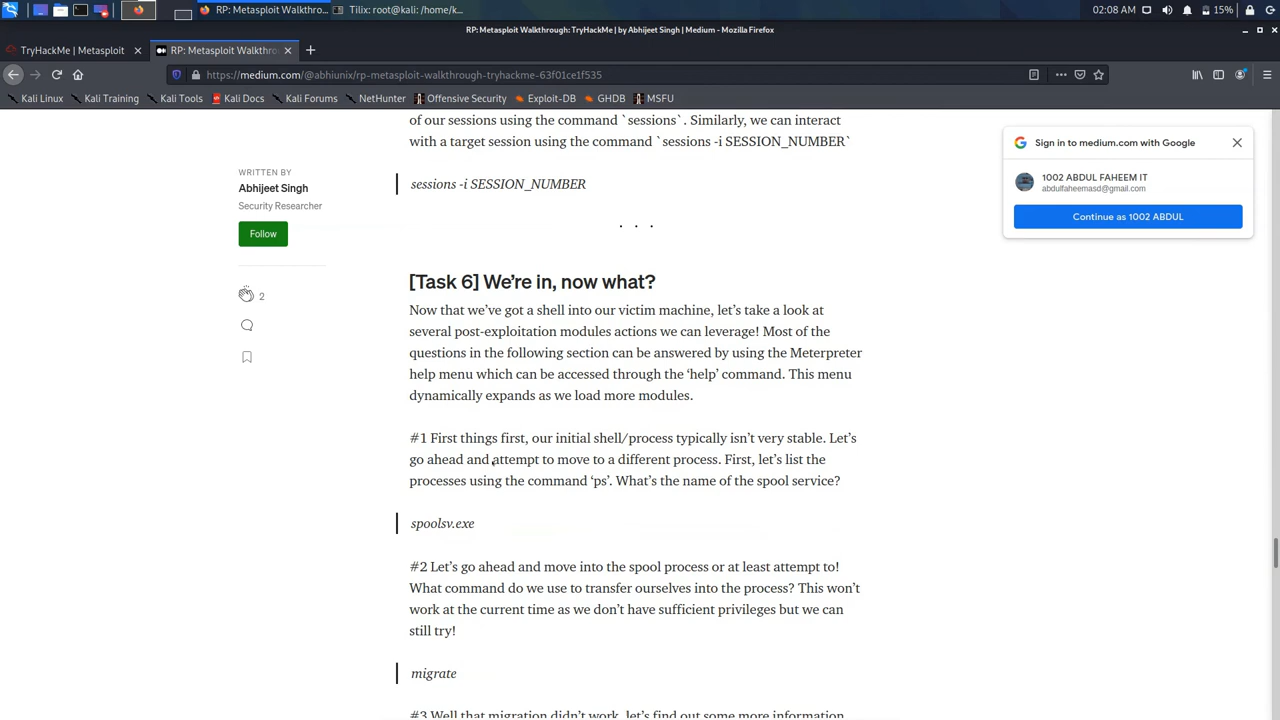 RP: Metasploit Walkthro...
Tilix: root@kali: /home/k...
02:08 AM
15%
RP: Metasploit Walkthrough: TryHackMe | by Abhijeet Singh | Medium - Mozilla Firefox
TryHackMe | Metasploit
RP: Metasploit Walkthrou
https://medium.com/@abhiunix/rp-metasploit-walkthrough-tryhackme-63f01ce1f535
Kali Linux
Kali Training
Kali Tools
Kali Docs
Kali Forums
NetHunter
Offensive Security
Exploit-DB
GHDB
MSFU
of our sessions using the command `sessions`. Similarly, we can interact
with a target session using the command `sessions -i SESSION_NUMBER`
sessions -i SESSION_NUMBER
. . .
WRITTEN BY
Abhijeet Singh
Security Researcher
Follow
2
Sign in to medium.com with Google
1002 ABDUL FAHEEM IT
abdulfaheemasd@gmail.com
Continue as 1002 ABDUL
[Task 6] We’re in, now what?
Now that we’ve got a shell into our victim machine, let’s take a look at
several post-exploitation modules actions we can leverage! Most of the
questions in the following section can be answered by using the Meterpreter
help menu which can be accessed through the ‘help’ command. This menu
dynamically expands as we load more modules.
#1 First things first, our initial shell/process typically isn’t very stable. Let’s
go ahead and attempt to move to a different process. First, let’s list the
processes using the command ‘ps’. What’s the name of the spool service?
spoolsv.exe
#2 Let’s go ahead and move into the spool process or at least attempt to!
What command do we use to transfer ourselves into the process? This won’t
work at the current time as we don’t have sufficient privileges but we can
still try!
migrate
#3 Well that migration didn’t work, let’s find out some more information